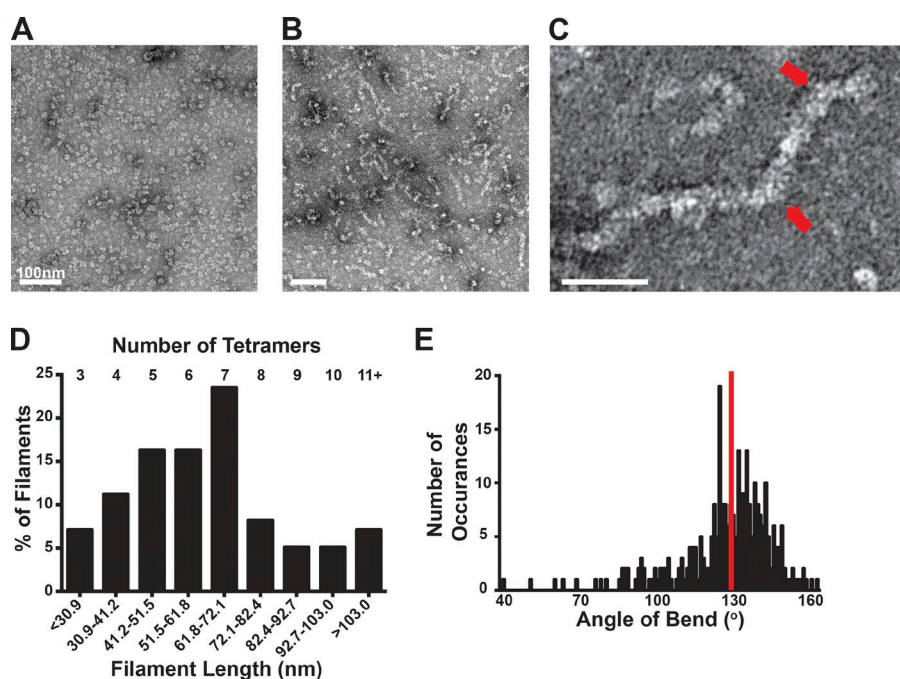 A
B
C
100nm
D
Number of Tetramers
3 4 5 6 7 8 9 10 11+
% of Filaments
25
20
15
10
5
0
<30.9
30.9-41.2
41.2-51.5
51.5-61.8
61.8-72.1
72.1-82.4
82.4-92.7
92.7-103.0
>103.0
Filament Length (nm)
E
Number of
Occurances
20
15
10
5
0
40 70 100 130 160
Angle of Bend (º)